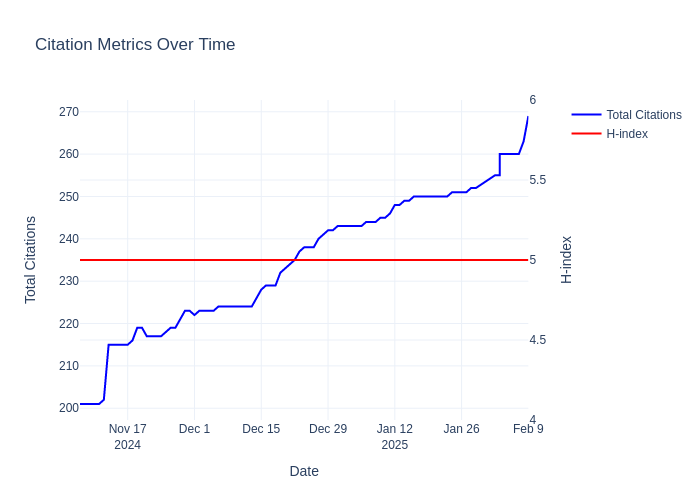 Citation Metrics Over Time
Total Citations
H-index
270
260
250
240
230
220
210
200
6
5.5
5
4.5
4
Total Citations
H-index
Nov 17
2024
Dec 1
Dec 15
Dec 29
Jan 12
2025
Jan 26
Feb 9
Date